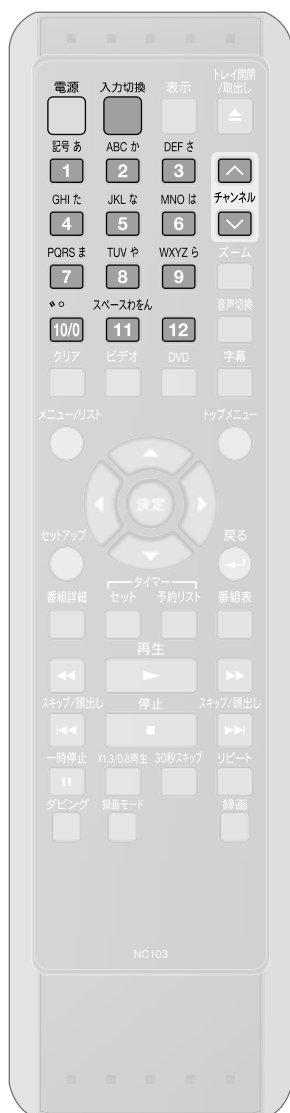 電源 入力切換 表示 トレイ開閉/取出し
記号 あ ABC か DEF さ
1 2 3
GHI た JKL な MNO は チャンネル
4 5 6
PQRS ま TUV や WXYZ ら ズーム
7 8 9
゛゜ スペースわをん 音声切換
10/0 11 12
クリア ビデオ DVD 字幕
メニュー/リスト トップメニュー
決定
セットアップ 戻る
タイマー
番組詳細 セット 予約リスト 番組表
再生
スキップ/頭出し 停止 スキップ/頭出し
一時停止 X1.3/0.8再生 30秒スキップ リピート
ダビング 録画モード 録画
NC103